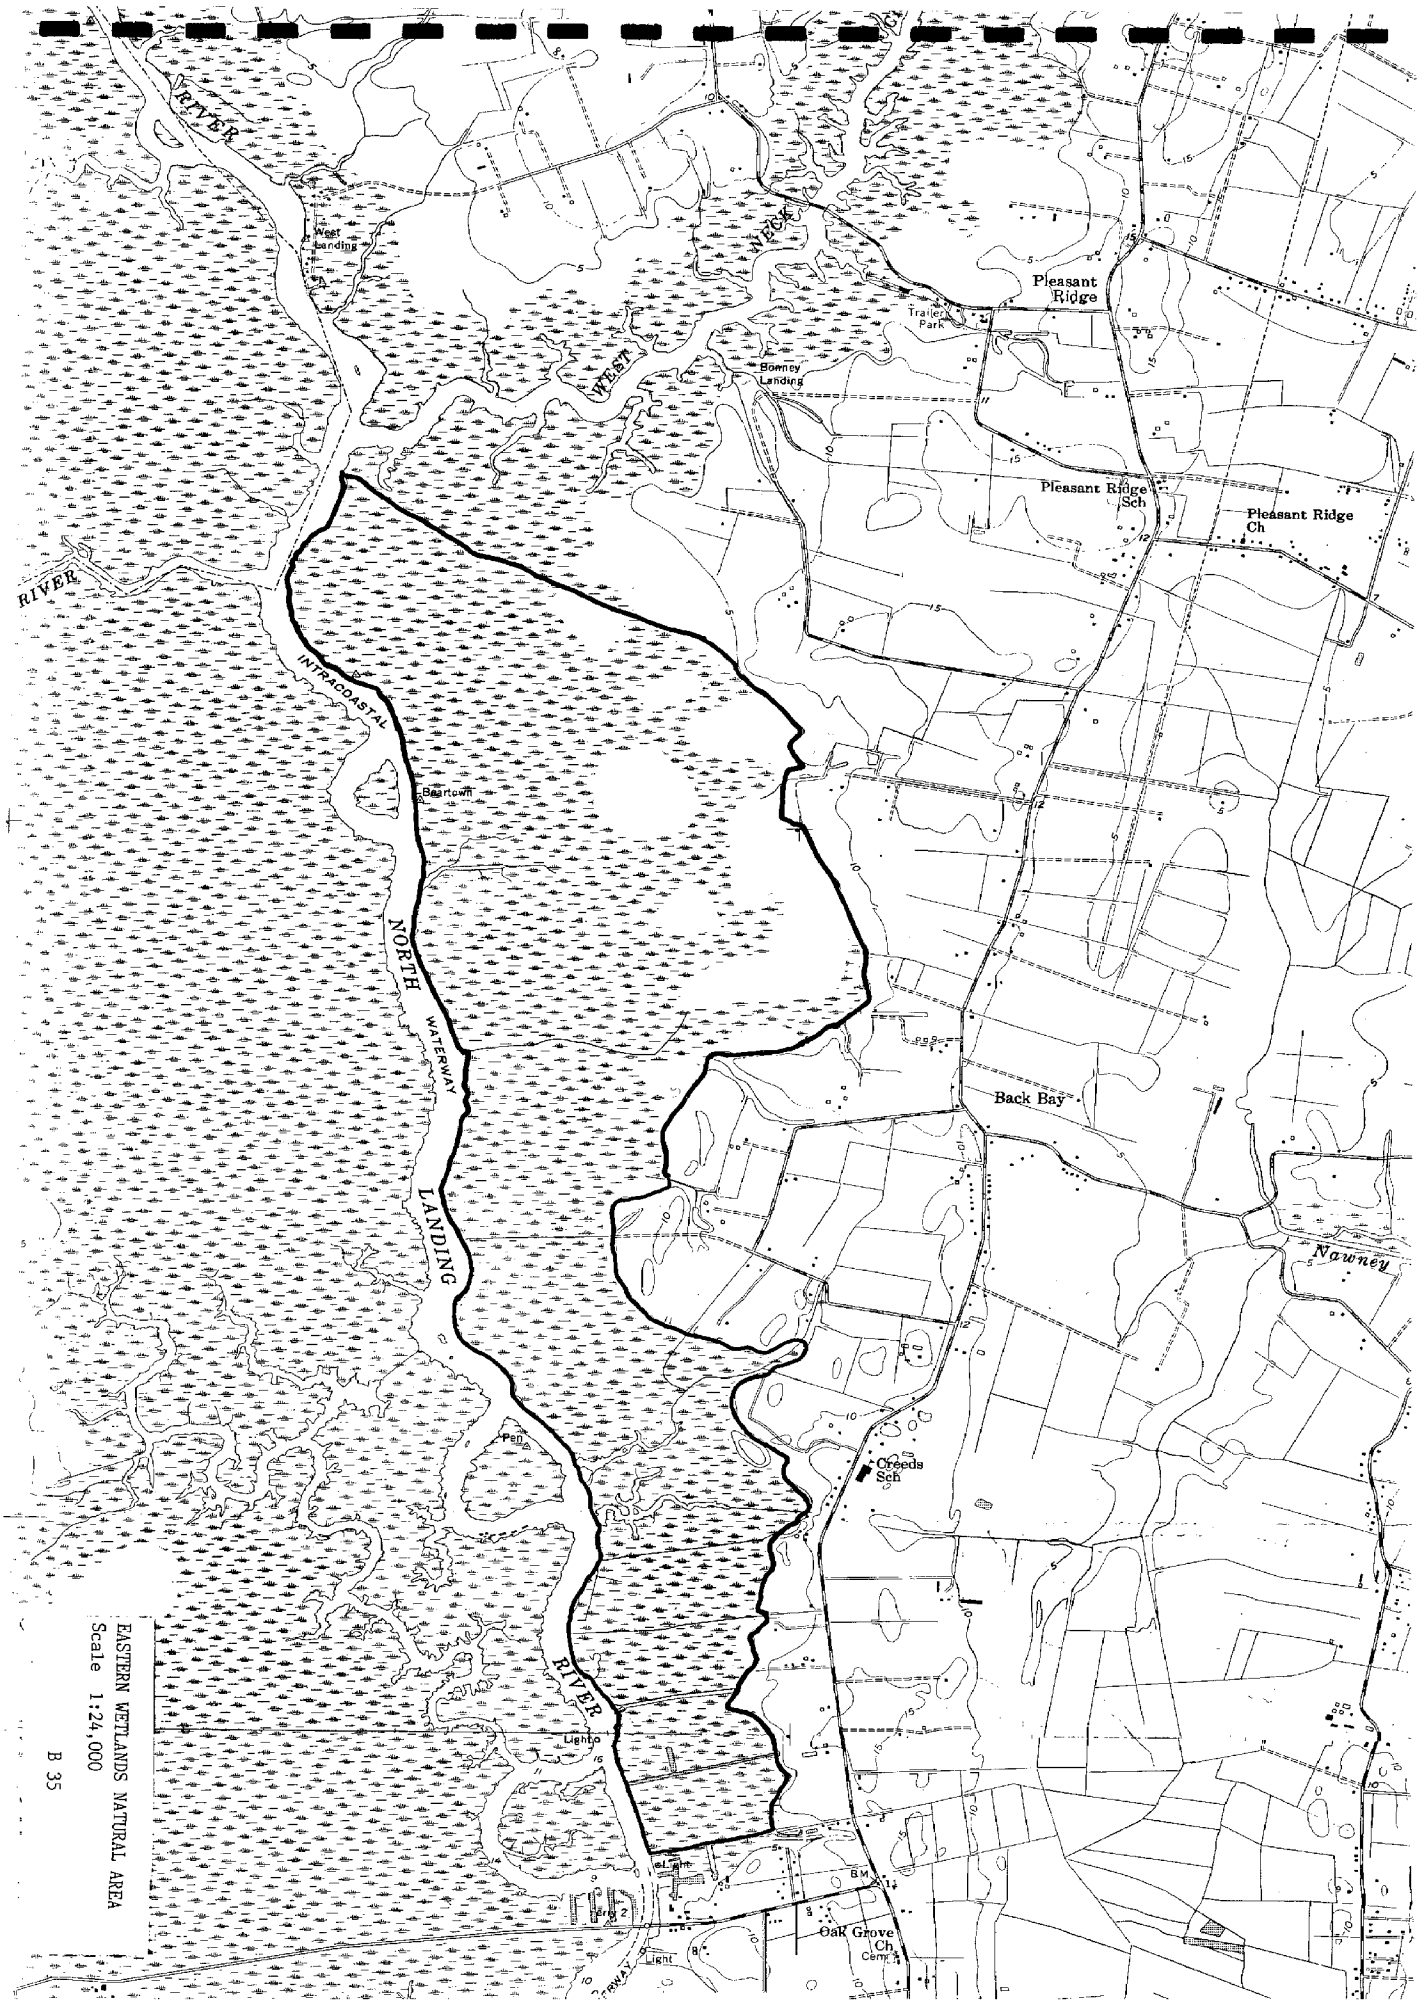 RIVER
West
Landing
NECK
WEST
Pleasant
Ridge
Trailer
Park
Bonney
Landing
Pleasant Ridge
Sch
Pleasant Ridge
Ch
RIVER
INTRACOASTAL
Beartown
NORTH
WATERWAY
Back Bay
LANDING
Nawney
Pen
Creeds
Sch
RIVER
Light
Light
BM
Oak Grove
Ch
Cem
Light
EASTERN WETLANDS NATURAL AREA
Scale 1:24,000
B 35